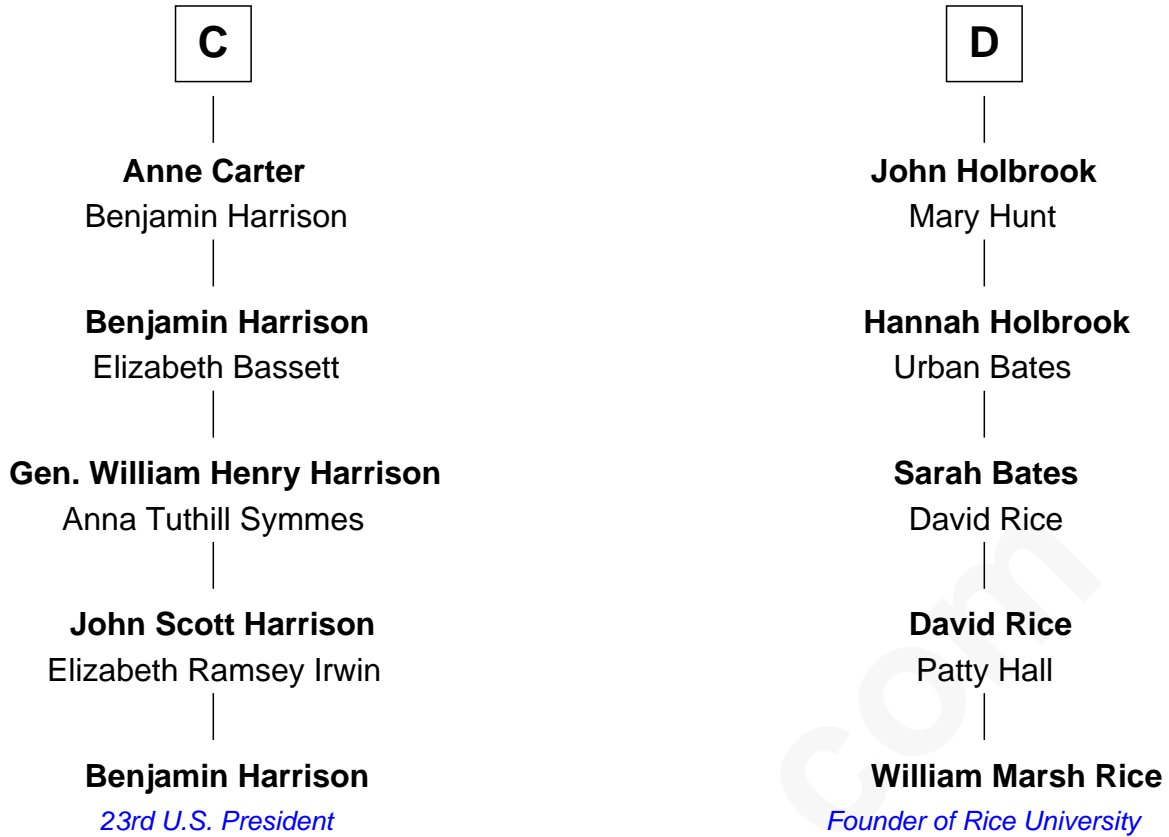 C
Anne Carter
Benjamin Harrison
Benjamin Harrison
Elizabeth Bassett
Gen. William Henry Harrison
Anna Tuthill Symmes
John Scott Harrison
Elizabeth Ramsey Irwin
Benjamin Harrison
23rd U.S. President
D
John Holbrook
Mary Hunt
Hannah Holbrook
Urban Bates
Sarah Bates
David Rice
David Rice
Patty Hall
William Marsh Rice
Founder of Rice University
com